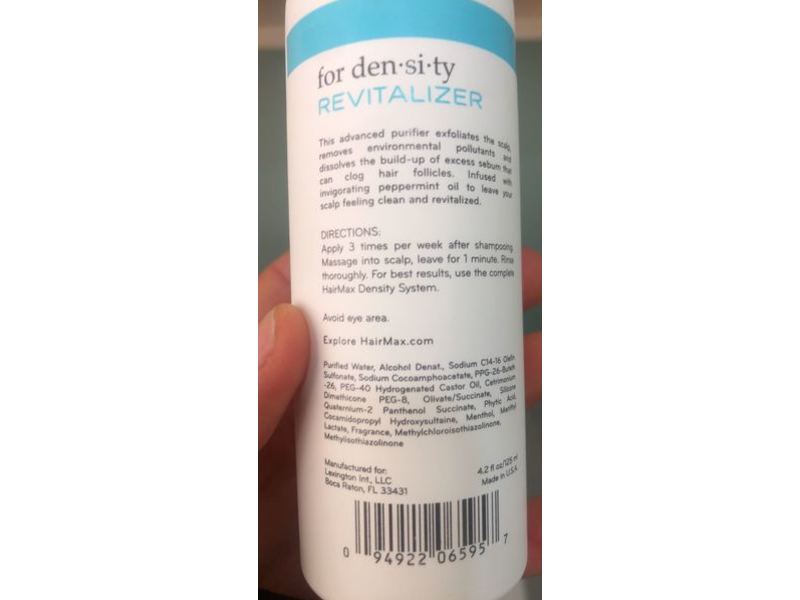 for den·si·ty
REVITALIZER
This advanced purifier exfoliates the scalp,
removes environmental pollutants and
dissolves the build-up of excess sebum that
can clog hair follicles. Infused with
invigorating peppermint oil to leave your
scalp feeling clean and revitalized.
DIRECTIONS:
Apply 3 times per week after shampooing.
Massage into scalp, leave for 1 minute. Rinse
thoroughly. For best results, use the complete
HairMax Density System.
Avoid eye area.
Explore HairMax.com
Purified Water, Alcohol Denat., Sodium C14-16 Olefin
Sulfonate, Sodium Cocoamphoacetate, PPG-26-Buteth
-26, PEG-40 Hydrogenated Castor Oil, Cetrimonium
Dimethicone PEG-8, Olivate/Succinate, Silicone
Quaternium-2 Panthenol Succinate, Phytic Acid,
Cocamidopropyl Hydroxysultaine, Menthol, Menthyl
Lactate, Fragrance, Methylchloroisothiazolinone,
Methylisothiazolinone
Manufactured for:
Lexington Int., LLC
Boca Raton, FL 33431
4.2 fl oz/125 ml
Made in U.S.A.
0 94922 06595 7